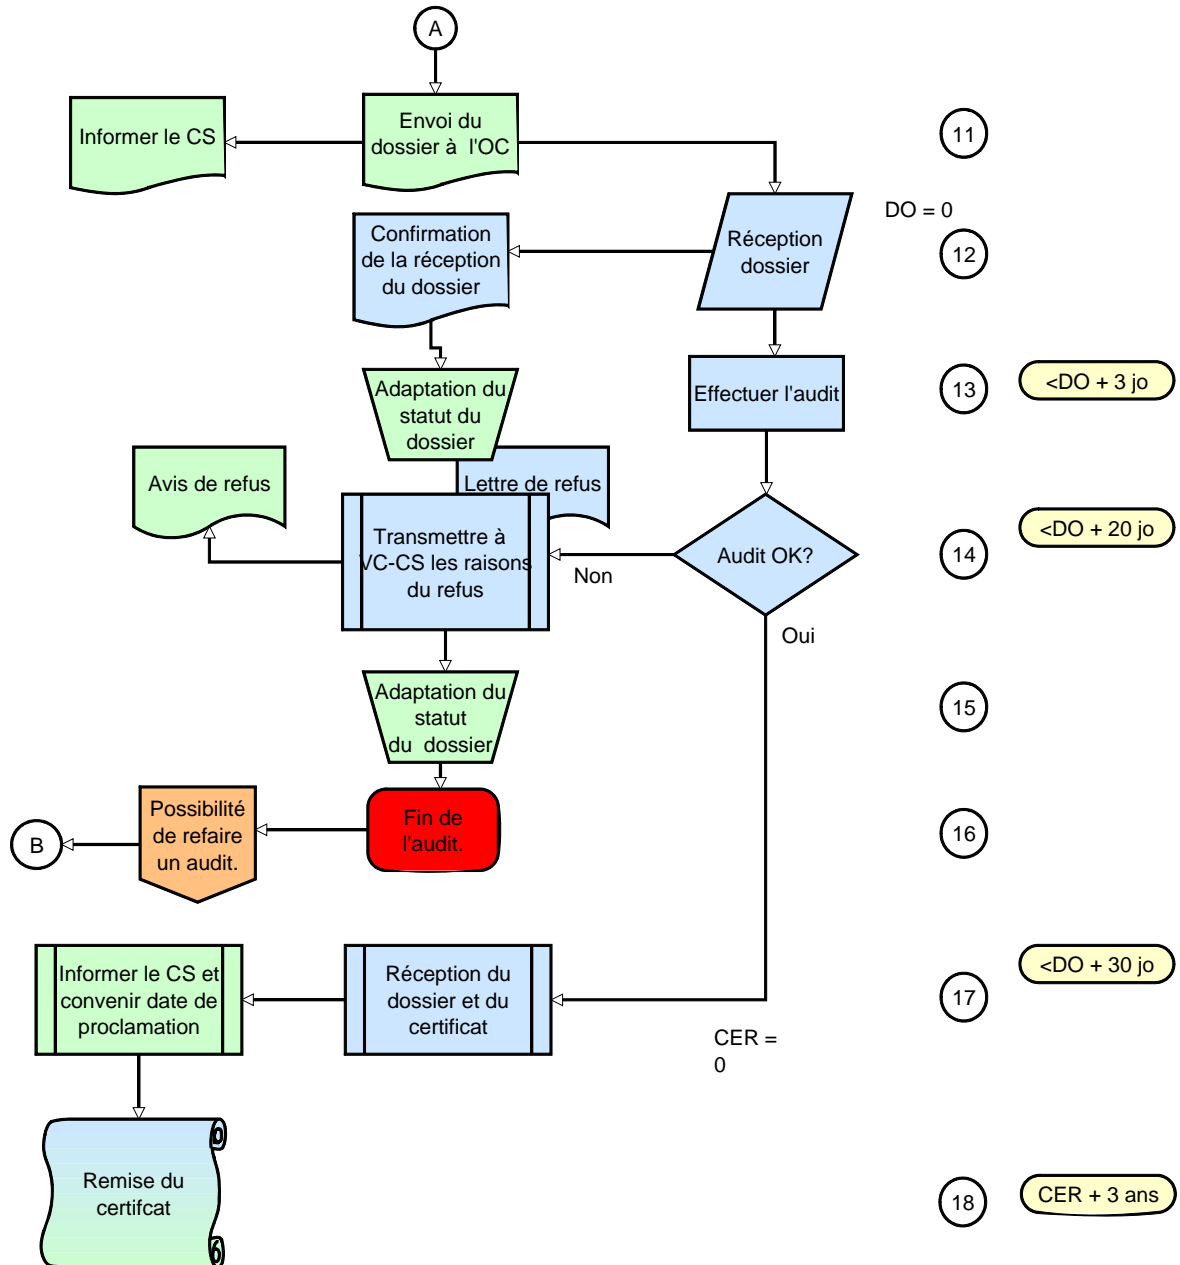 A
Informer le CS
Envoi du
dossier à l'OC
11
DO = 0
Confirmation
de la réception
du dossier
Réception
dossier
12
Adaptation du
statut du
dossier
Effectuer l'audit
13
<DO + 3 jo
Avis de refus
Lettre de refus
Transmettre à
VC-CS les raisons
du refus
Non
Audit OK?
14
<DO + 20 jo
Oui
Adaptation du
statut
du dossier
15
B
Possibilité
de refaire
un audit.
Fin de
l'audit.
16
Informer le CS et
convenir date de
proclamation
Réception du
dossier et du
certificat
17
<DO + 30 jo
CER =
0
Remise du
certifcat
18
CER + 3 ans